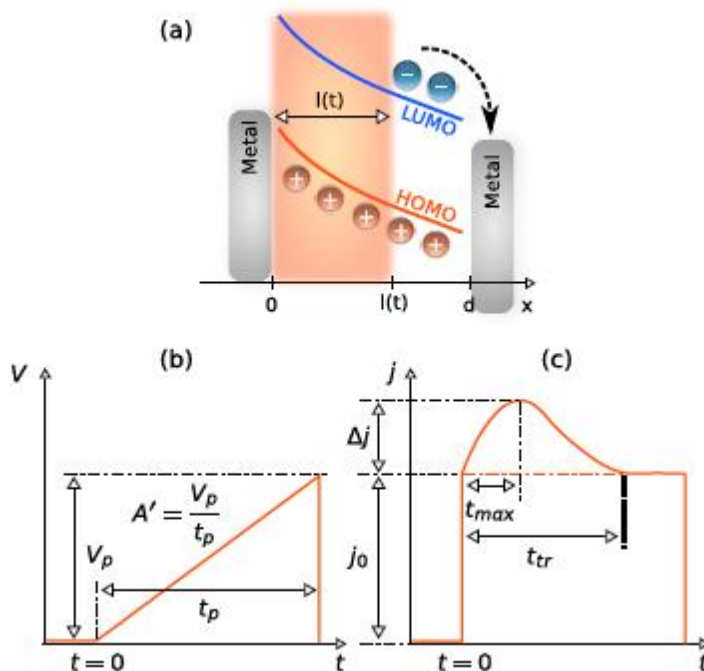 (a)
l(t)
LUMO
Metal
Metal
HOMO
+ + + + +
− −
0 l(t) d x
(b)
V
A' = V_p / t_p
V_p
t_p
t = 0 t
(c)
j
Δj
t_max
j_0
t_tr
t = 0 t